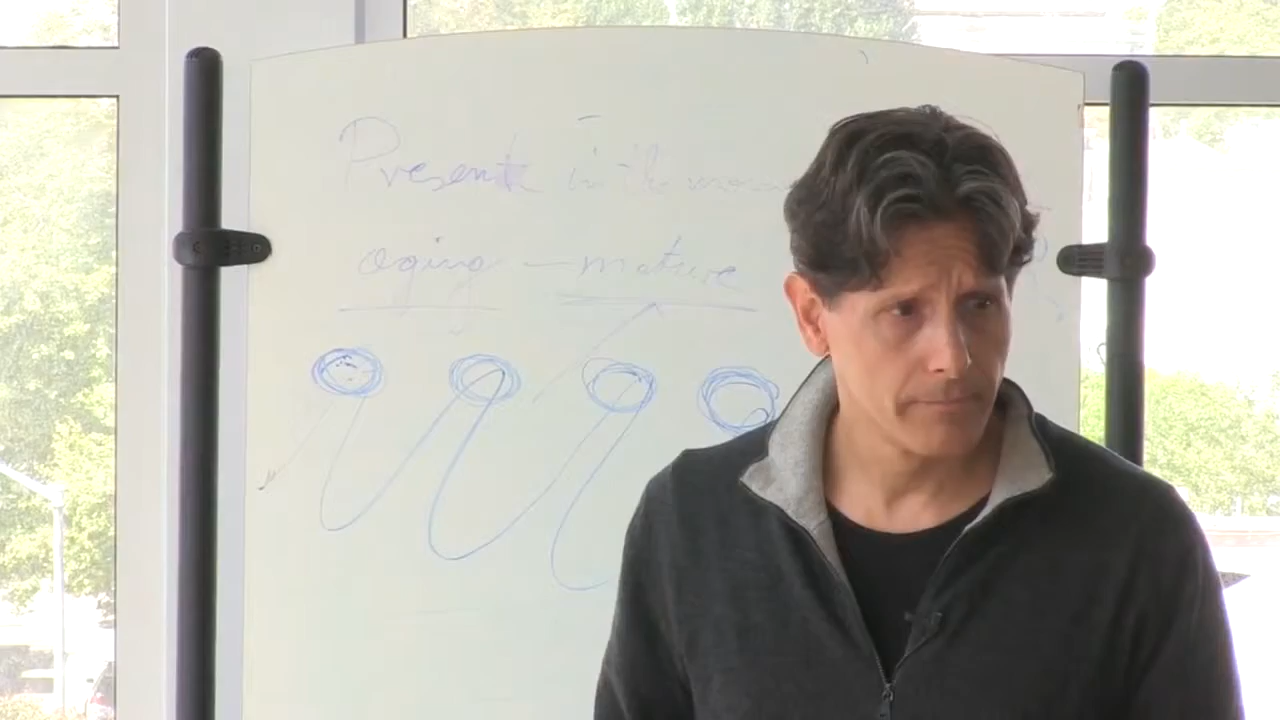 Present in the
aging — mature